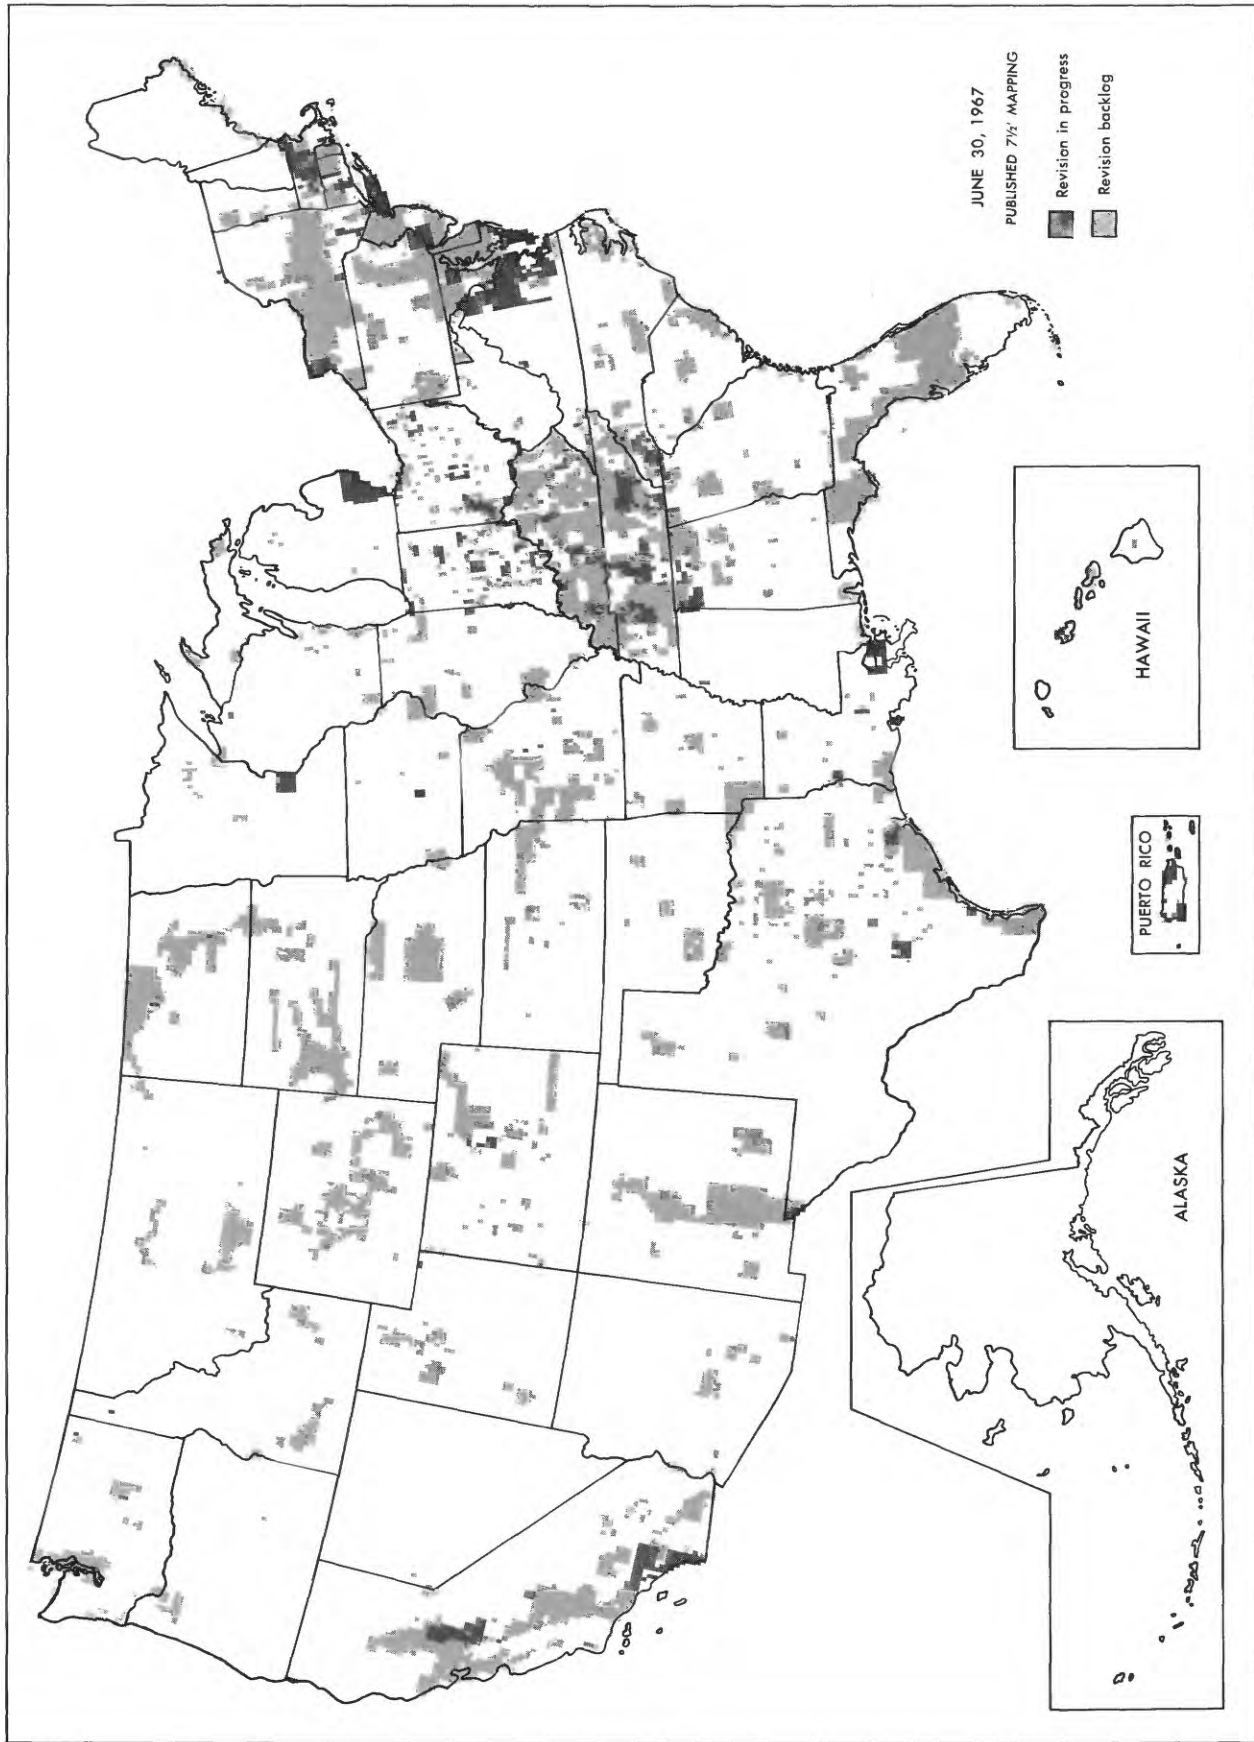 JUNE 30, 1967
PUBLISHED 7½' MAPPING
Revision in progress
Revision backlog
HAWAII
PUERTO RICO
ALASKA